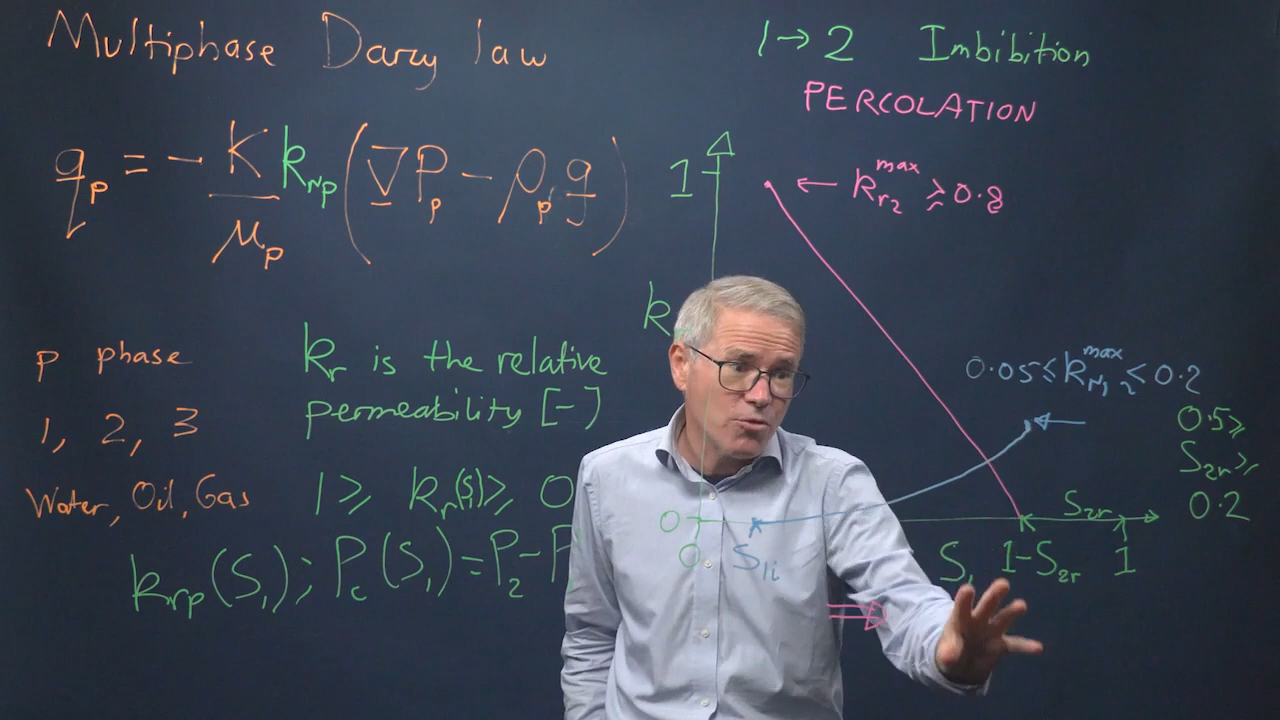 Multiphase Darcy law
1 → 2 Imbibition
PERCOLATION
q_p = - K/μ_p k_rp (∇P_p - ρ_p g)
1
k_r2^max ≥ 0.8
k
p phase
1, 2, 3
Water, Oil, Gas
k_r is the relative
permeability [-]
1 ≥ k_r(S_1) ≥ 0
k_rp(S_1); P_c(S_1) = P_2 - P
0.05 ≤ k_r1,2^max ≤ 0.2
0.5 ≥
S_2r ≥
0.2
S_2r
0
0 S_1i S_1 1-S_2r 1